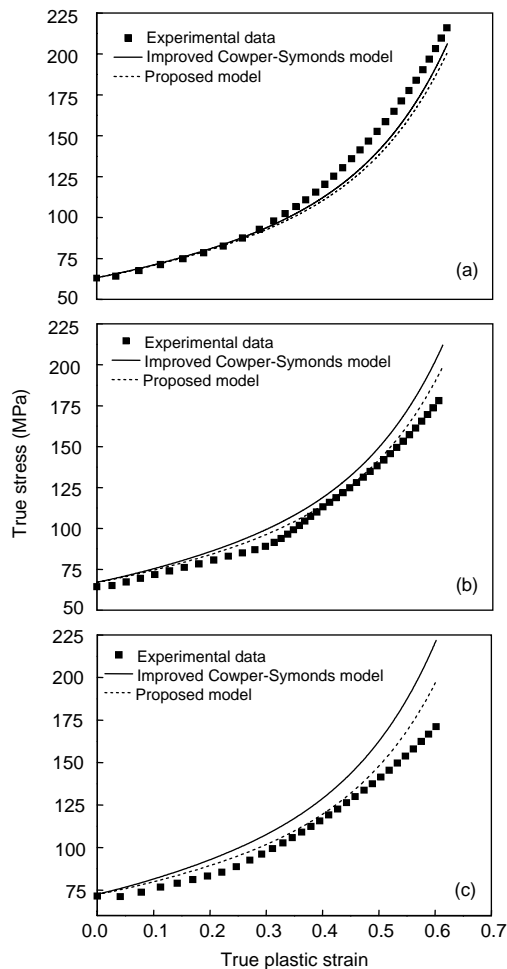 225
200
175
150
125
100
75
50
Experimental data
Improved Cowper-Symonds model
Proposed model
(a)
225
200
175
150
125
100
75
50
Experimental data
Improved Cowper-Symonds model
Proposed model
(b)
True stress (MPa)
225
200
175
150
125
100
75
Experimental data
Improved Cowper-Symonds model
Proposed model
(c)
0.0 0.1 0.2 0.3 0.4 0.5 0.6 0.7
True plastic strain